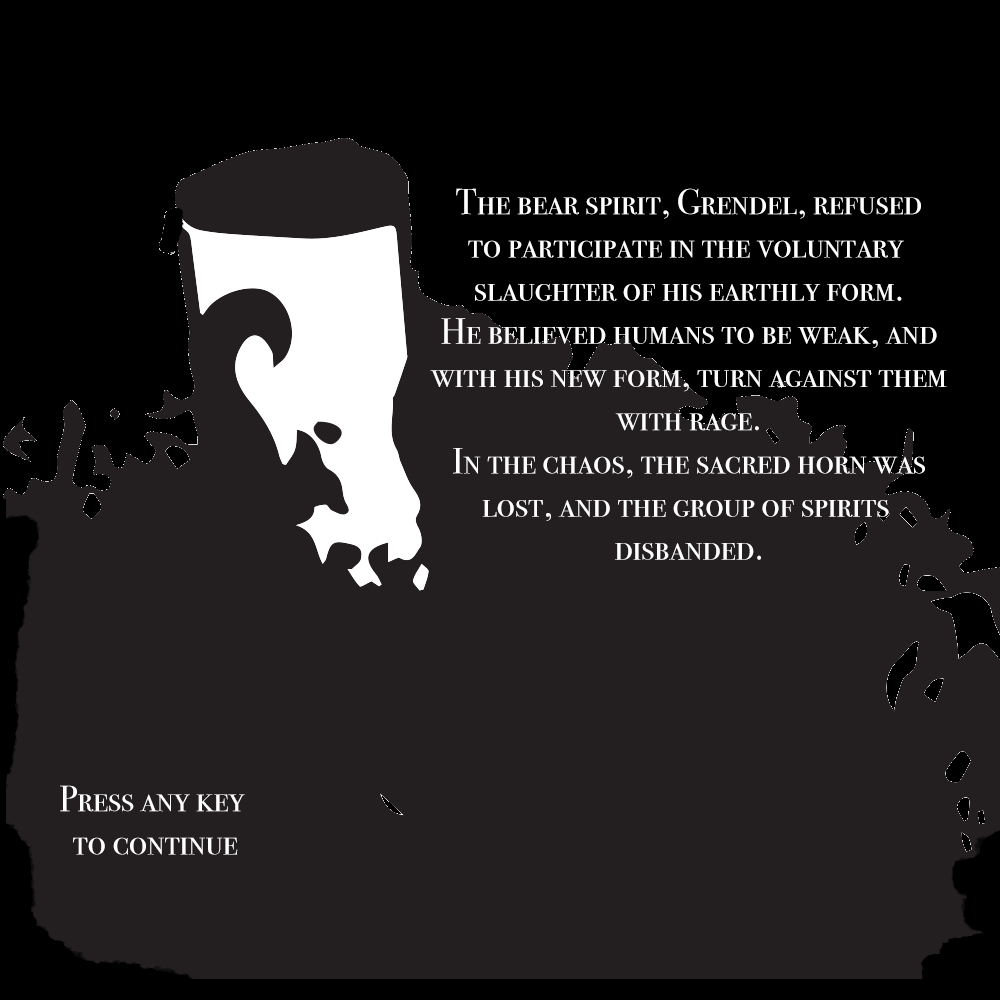 The bear spirit, Grendel, refused
to participate in the voluntary
slaughter of his earthly form.
He believed humans to be weak, and
with his new form, turn against them
with rage.
In the chaos, the sacred horn was
lost, and the group of spirits
disbanded.
Press any key
to continue